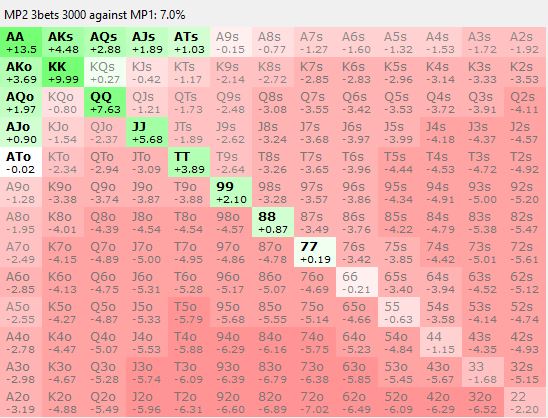 MP2 3bets 3000 against MP1: 7.0%
AA AKs AQs AJs ATs A9s A8s A7s A6s A5s A4s A3s A2s
+13.5 +4.48 +2.88 +1.89 +1.03 -0.15 -0.77 -1.27 -1.60 -1.32 -1.53 -1.72 -1.92
AKo KK KQs KJs KTs K9s K8s K7s K6s K5s K4s K3s K2s
+3.69 +9.99 +0.27 -0.42 -1.17 -2.14 -2.72 -2.85 -2.83 -2.96 -3.14 -3.33 -3.53
AQo KQo QQ QJs QTs Q9s Q8s Q7s Q6s Q5s Q4s Q3s Q2s
+1.97 -0.80 +7.63 -1.21 -1.73 -2.48 -3.08 -3.55 -3.42 -3.53 -3.72 -3.91 -4.11
AJo KJo QJo JJ JTs J9s J8s J7s J6s J5s J4s J3s J2s
+0.90 -1.54 -2.37 +5.68 -1.89 -2.62 -3.24 -3.68 -3.97 -3.99 -4.18 -4.37 -4.57
ATo KTo QTo JTo TT T9s T8s T7s T6s T5s T4s T3s T2s
-0.02 -2.34 -2.94 -3.09 +3.89 -2.64 -3.26 -3.65 -3.96 -4.44 -4.53 -4.72 -4.92
A9o K9o Q9o J9o T9o 99 98s 97s 96s 95s 94s 93s 92s
-1.28 -3.38 -3.74 -3.87 -3.88 +2.10 -3.28 -3.57 -3.86 -4.34 -4.91 -5.00 -5.20
A8o K8o Q8o J8o T8o 98o 88 87s 86s 85s 84s 83s 82s
-1.95 -4.01 -4.39 -4.54 -4.54 -4.57 +0.87 -3.49 -3.76 -4.22 -4.79 -5.38 -5.47
A7o K7o Q7o J7o T7o 97o 87o 77 76s 75s 74s 73s 72s
-2.49 -4.15 -4.89 -5.00 -4.95 -4.86 -4.78 +0.19 -3.42 -3.85 -4.42 -5.01 -5.61
A6o K6o Q6o J6o T6o 96o 86o 76o 66 65s 64s 63s 62s
-2.85 -4.13 -4.75 -5.31 -5.28 -5.17 -5.07 -4.69 -0.21 -3.40 -3.94 -4.52 -5.12
A5o K5o Q5o J5o T5o 95o 85o 75o 65o 55 54s 53s 52s
-2.55 -4.27 -4.87 -5.33 -5.79 -5.68 -5.55 -5.14 -4.66 -0.63 -3.58 -4.14 -4.74
A4o K4o Q4o J4o T4o 94o 84o 74o 64o 54o 44 43s 42s
-2.78 -4.47 -5.07 -5.53 -5.88 -6.29 -6.16 -5.75 -5.23 -4.84 -1.15 -4.35 -4.93
A3o K3o Q3o J3o T3o 93o 83o 73o 63o 53o 43o 33 32s
-2.98 -4.67 -5.28 -5.74 -6.09 -6.39 -6.79 -6.38 -5.85 -5.45 -5.67 -1.68 -5.15
A2o K2o Q2o J2o T2o 92o 82o 72o 62o 52o 42o 32o 22
-3.19 -4.88 -5.49 -5.96 -6.31 -6.60 -6.89 -7.02 -6.49 -6.09 -6.29 -6.52 -2.20